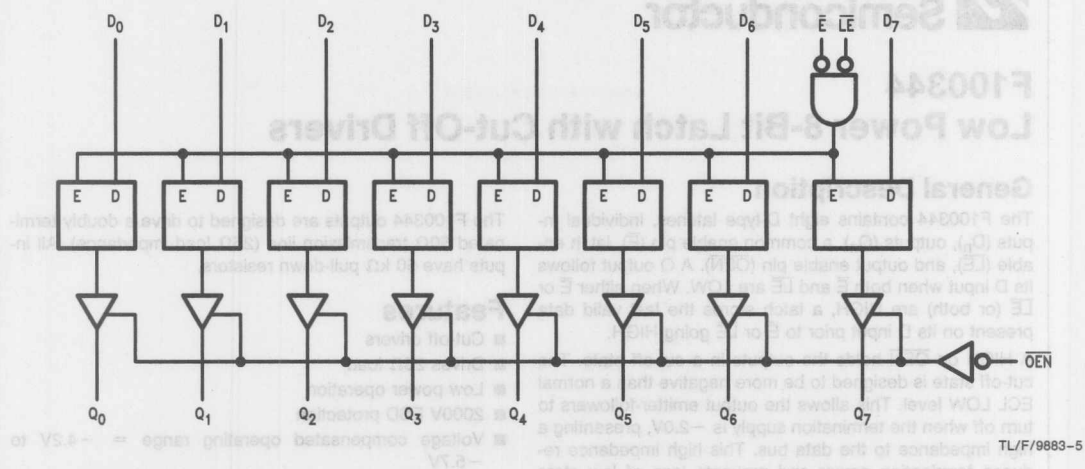 D0 D1 D2 D3 D4 D5 D6 E̅ L̅E̅ D7
E D E D E D E D E D E D E D E D
O̅E̅N̅
Q0 Q1 Q2 Q3 Q4 Q5 Q6 Q7
TL/F/9883-5
Semiconductor
F100344
Low Power 8-Bit Latch with Cut-Off Drivers
General Description
The F100344 contains eight D-type latches, individual in-
puts (Dn), outputs (Qn), a common enable pin (E̅), latch en-
able (L̅E̅), and output enable pin (O̅E̅N̅). A Q output follows
its D input when both E̅ and L̅E̅ are LOW. When either E̅ or
L̅E̅ (or both) are HIGH, a latch stores the last valid data
present on its D input prior to E̅ or L̅E̅ going HIGH.
cut-off state is designed to be more negative than a normal
ECL LOW level. This allows the output emitter-followers to
turn off when the termination supply is −2.0V, presenting a
high impedance to the data bus. This high impedance re-
The F100344 outputs are designed to drive a doubly termi-
nated 50Ω transmission line (25Ω load impedance). All in-
puts have 50 kΩ pull-down resistors.
Features
■ Cut-off drivers
■ Drives 25Ω load
■ Low power operation
■ 2000V ESD protection
■ Voltage compensated operating range = −4.2V to
−5.7V